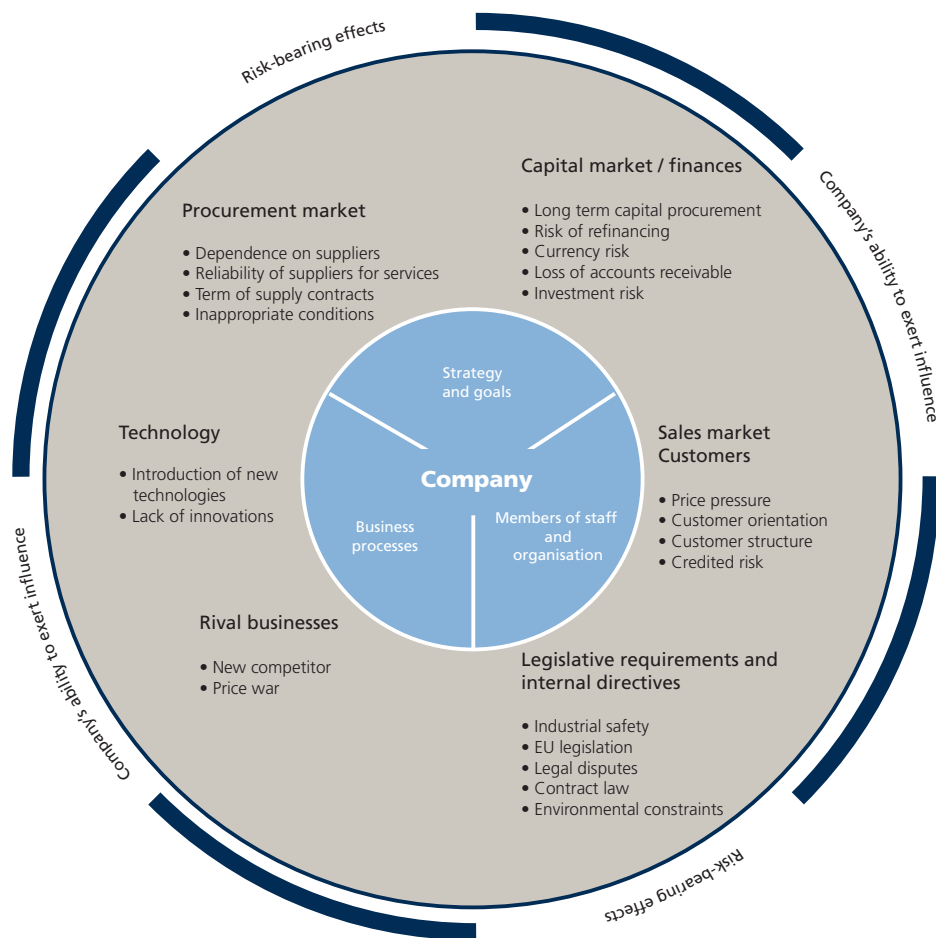 Risk-bearing effects
Company's ability to exert influence
Capital market / finances
• Long term capital procurement
• Risk of refinancing
• Currency risk
• Loss of accounts receivable
• Investment risk
Procurement market
• Dependence on suppliers
• Reliability of suppliers for services
• Term of supply contracts
• Inappropriate conditions
Strategy
and goals
Technology
• Introduction of new
technologies
• Lack of innovations
Company
Business
processes
Members of staff
and
organisation
Sales market
Customers
• Price pressure
• Customer orientation
• Customer structure
• Credited risk
Rival businesses
• New competitor
• Price war
Legislative requirements and
internal directives
• Industrial safety
• EU legislation
• Legal disputes
• Contract law
• Environmental constraints
Company's ability to exert influence
Risk-bearing effects